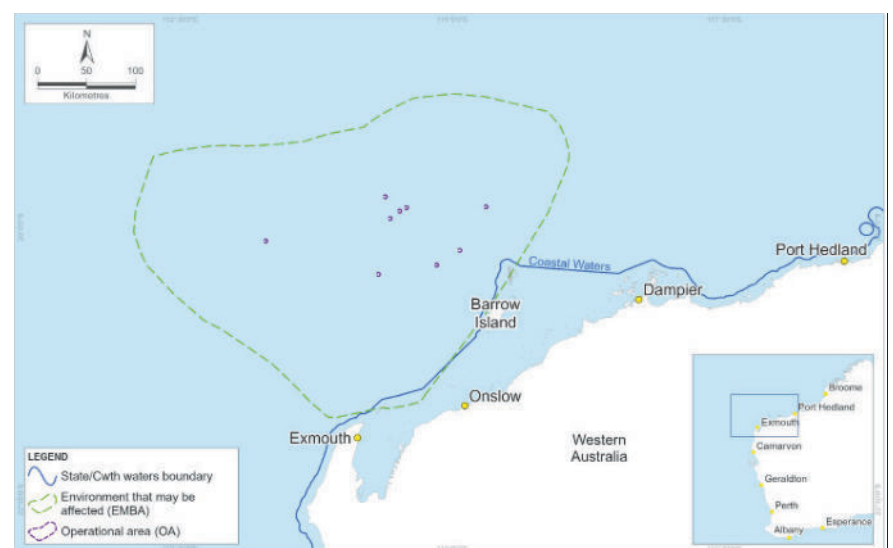 N
0 50 100
Kilometres
Coastal Waters
Port Hedland
Dampier
Barrow
Island
Onslow
Exmouth
Western
Australia
LEGEND
State/Cwth waters boundary
Environment that may be
affected (EMBA)
Operational area (OA)
Broome
Port Hedland
Exmouth
Carnarvon
Geraldton
Perth
Albany
Esperance